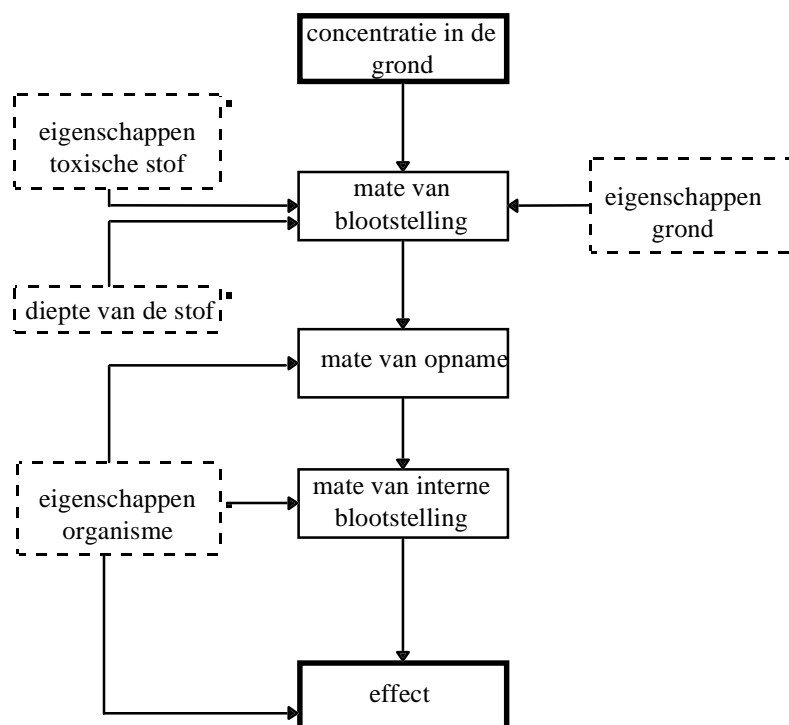 concentratie in de
grond
eigenschappen
toxische stof
mate van
blootstelling
eigenschappen
grond
diepte van de stof
mate van opname
eigenschappen
organisme
mate van interne
blootstelling
effect